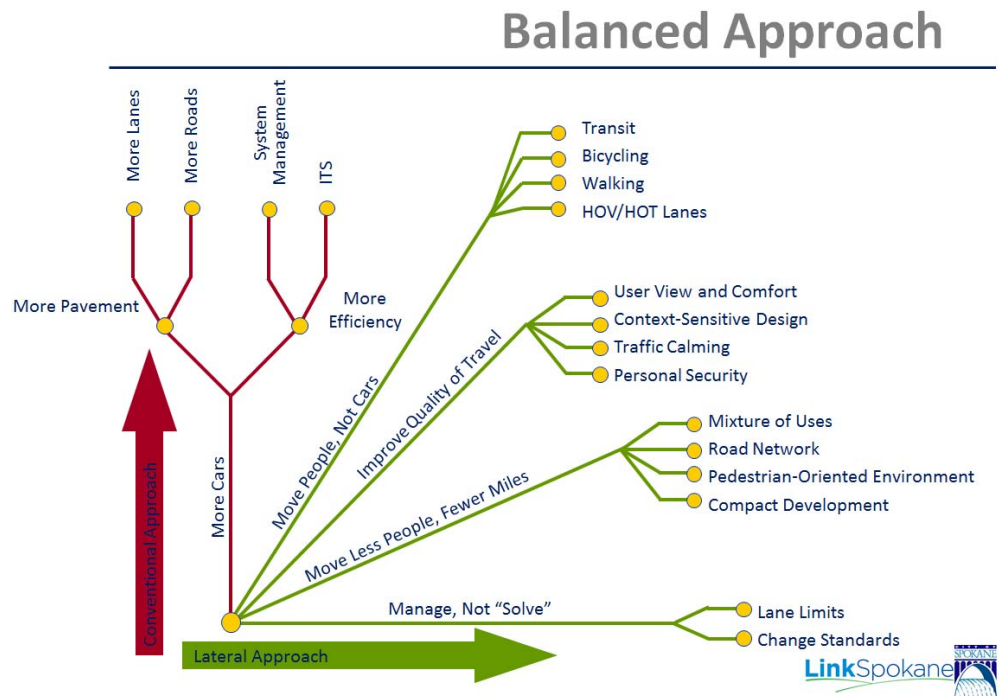 Balanced Approach
More Lanes
More Roads
System
Management
ITS
More Pavement
More
Efficiency
More Cars
Conventional Approach
Transit
Bicycling
Walking
HOV/HOT Lanes
Move People, Not Cars
User View and Comfort
Context-Sensitive Design
Traffic Calming
Personal Security
Improve Quality of Travel
Mixture of Uses
Road Network
Pedestrian-Oriented Environment
Compact Development
Move Less People, Fewer Miles
Manage, Not “Solve”
Lane Limits
Change Standards
Lateral Approach
LinkSpokane
CITY OF
SPOKANE